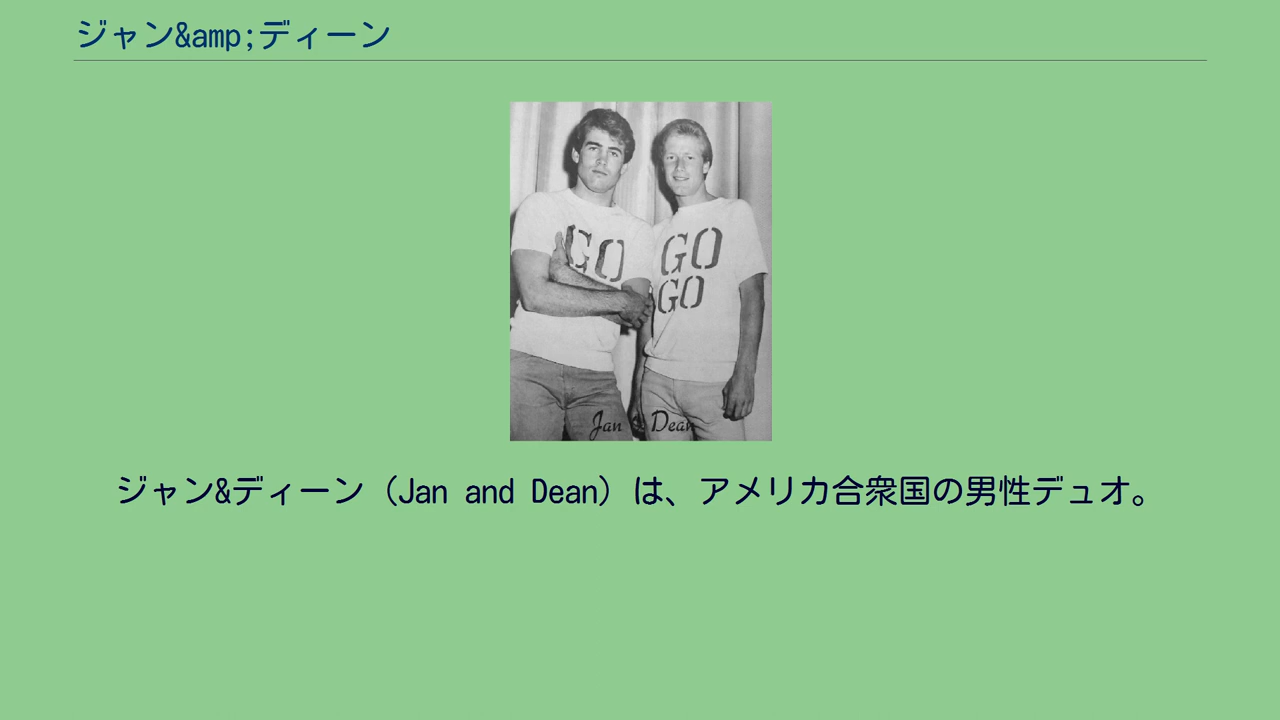 ジャン&amp;ディーン
GO
GO
GO
Jan & Dean
ジャン&ディーン（Jan and Dean）は、アメリカ合衆国の男性デュオ。